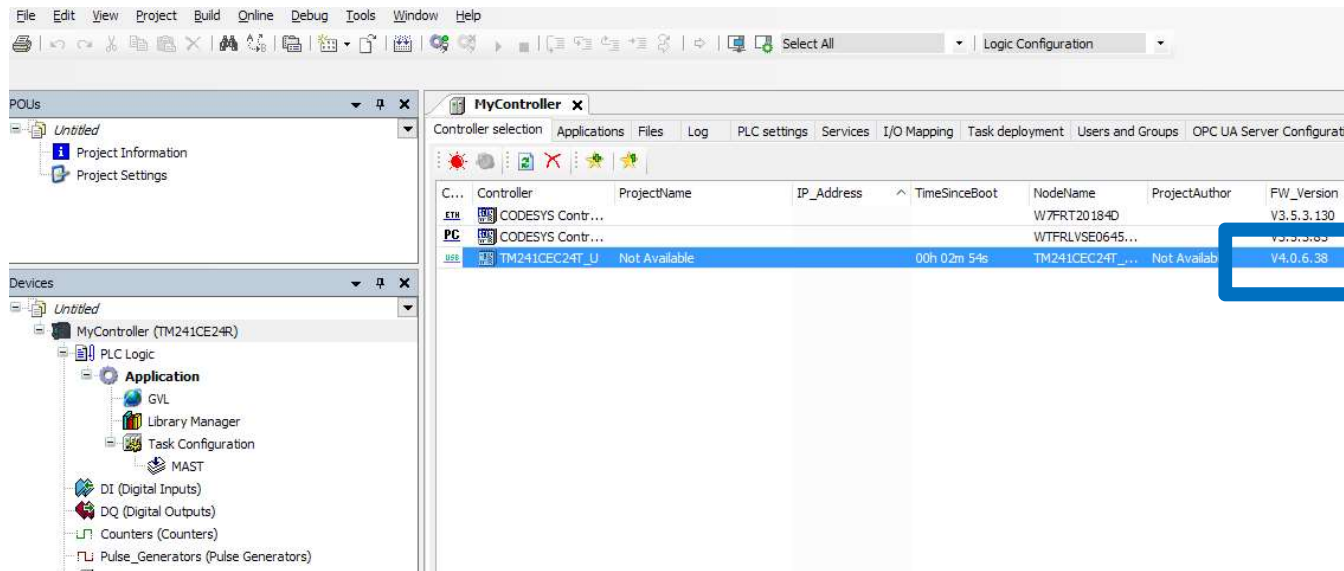 File Edit View Project Build Online Debug Tools Window Help
Select All Logic Configuration
POUs
Untitled
Project Information
Project Settings
Devices
Untitled
MyController (TM241CE24R)
PLC Logic
Application
GVL
Library Manager
Task Configuration
MAST
DI (Digital Inputs)
DQ (Digital Outputs)
Counters (Counters)
Pulse_Generators (Pulse Generators)
MyController
Controller selection Applications Files Log PLC settings Services I/O Mapping Task deployment Users and Groups OPC UA Server Configurati
C... Controller ProjectName IP_Address TimeSinceBoot NodeName ProjectAuthor FW_Version
ETH CODESYS Contr... W7FRT20184D V3.5.3.130
PC CODESYS Contr... WTFRLVSE0645...
USB TM241CEC24T_U Not Available 00h 02m 54s TM241CEC24T_... Not Availab V4.0.6.38